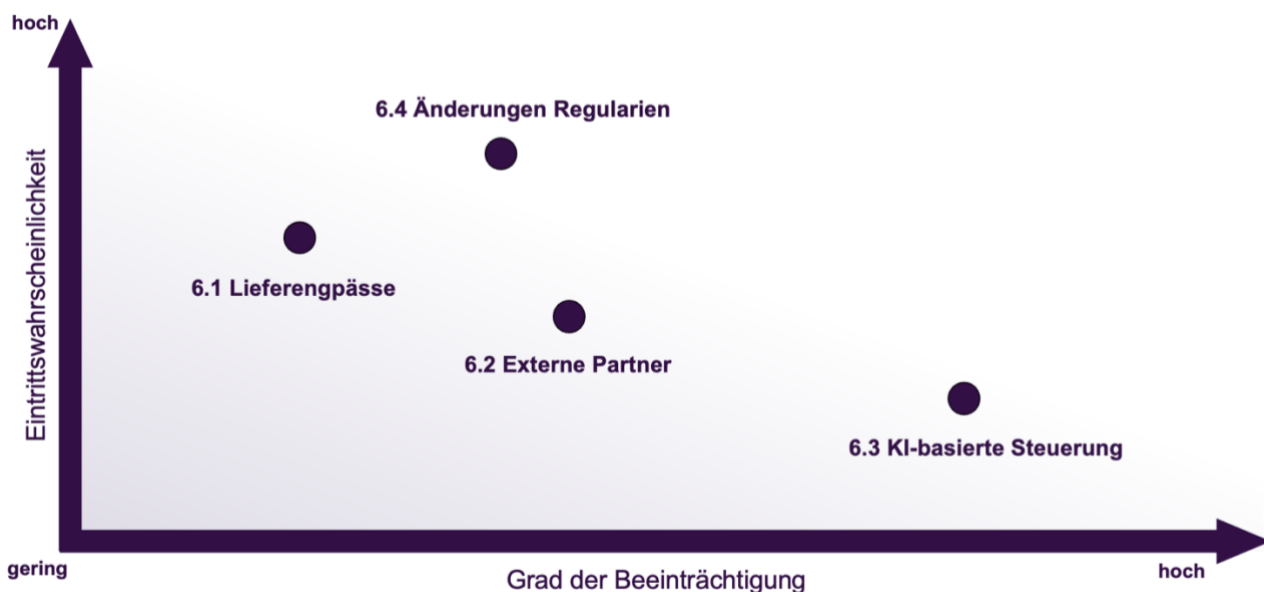 hoch
6.4 Änderungen Regularien
Eintrittswahrscheinlichkeit
6.1 Lieferengpässe
6.2 Externe Partner
6.3 KI-basierte Steuerung
gering
Grad der Beeinträchtigung
hoch